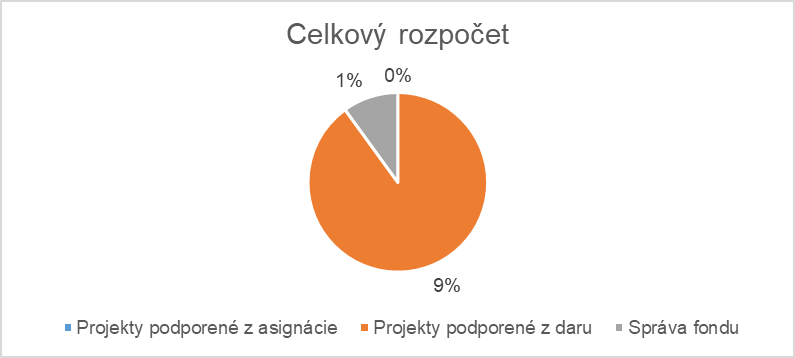 Celkový rozpočet
1% 0%
9%
Projekty podporené z asignácie Projekty podporené z daru Správa fondu